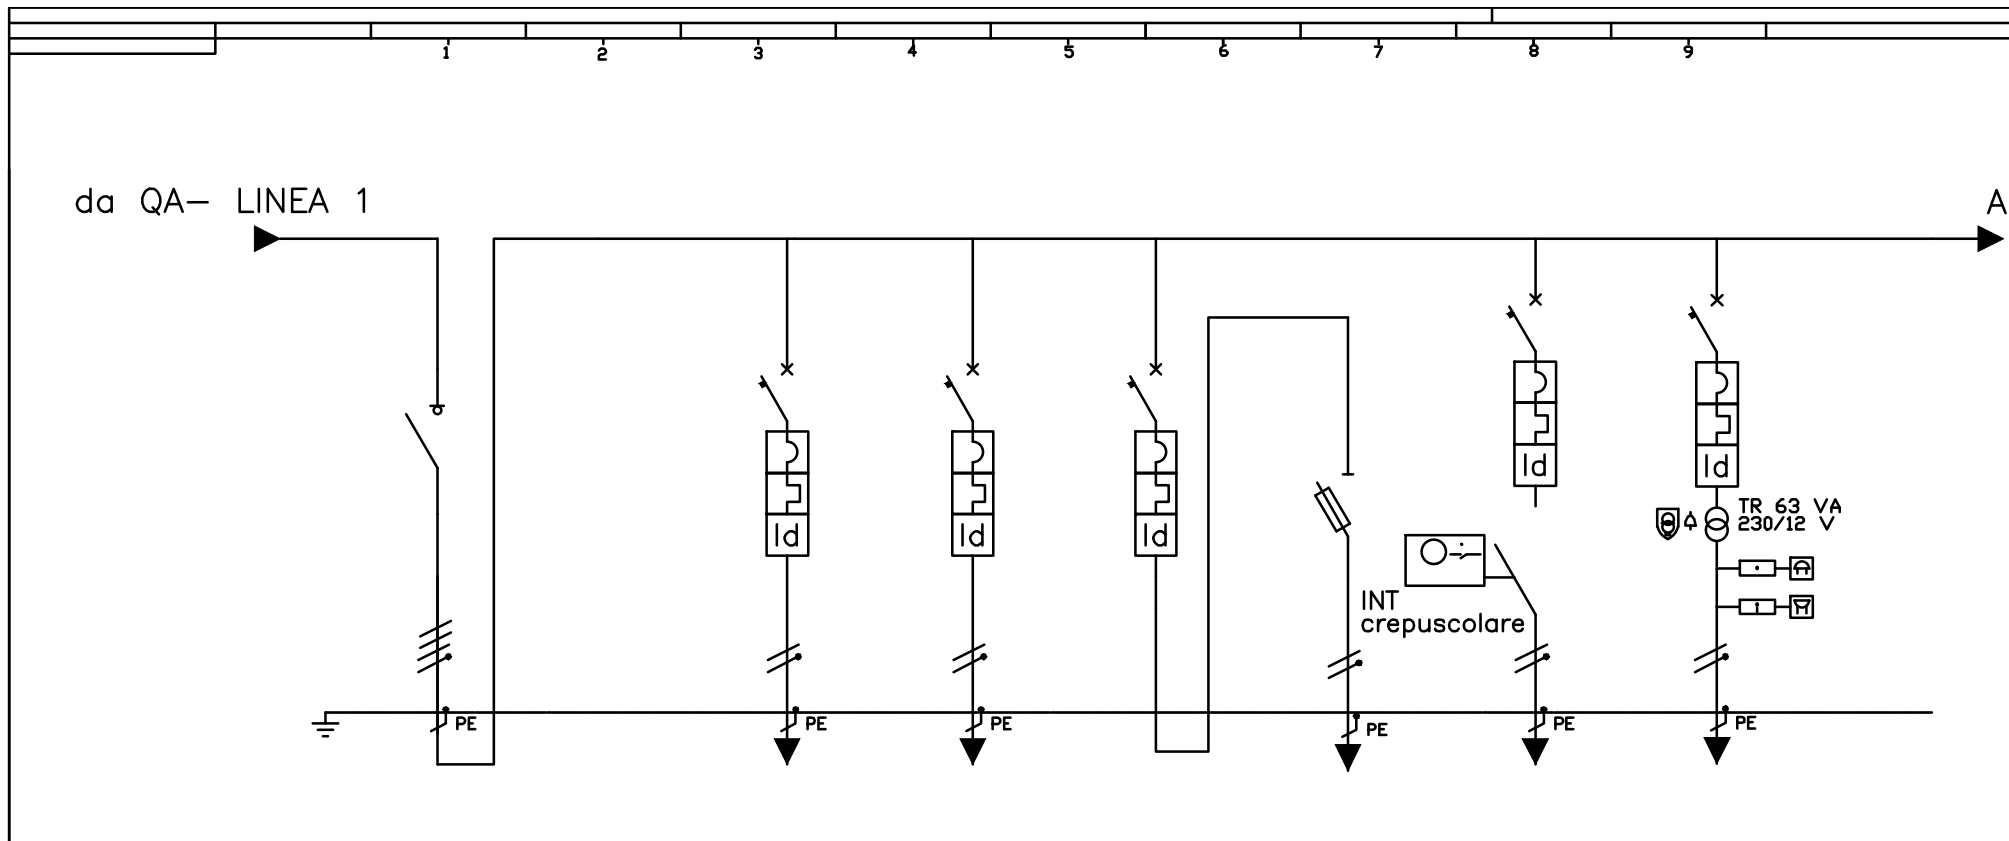 1 2 3 4 5 6 7 8 9
da QA- LINEA 1
A
Id Id Id Id Id
TR 63 VA
230/12 V
INT
crepuscolare
PE PE PE PE PE PE